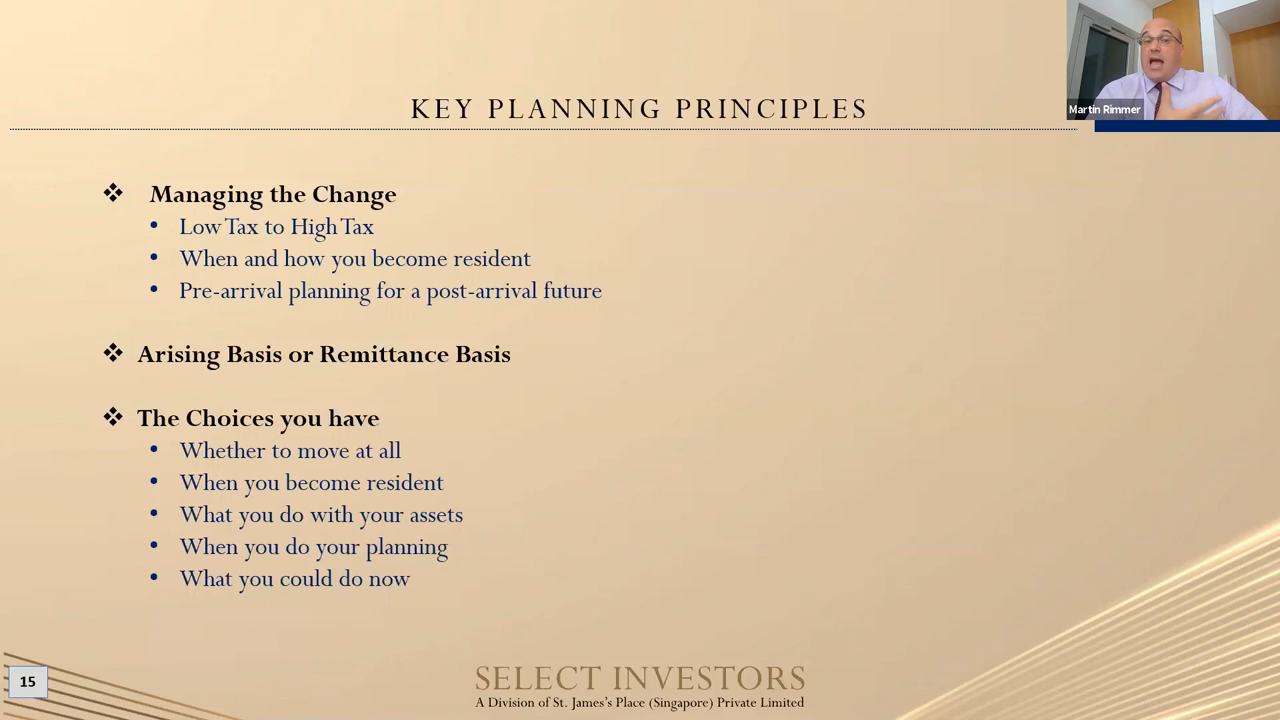 KEY PLANNING PRINCIPLES
Martin Rimmer
❖ Managing the Change
• Low Tax to High Tax
• When and how you become resident
• Pre-arrival planning for a post-arrival future
❖ Arising Basis or Remittance Basis
❖ The Choices you have
• Whether to move at all
• When you become resident
• What you do with your assets
• When you do your planning
• What you could do now
15
SELECT INVESTORS
A Division of St. James's Place (Singapore) Private Limited